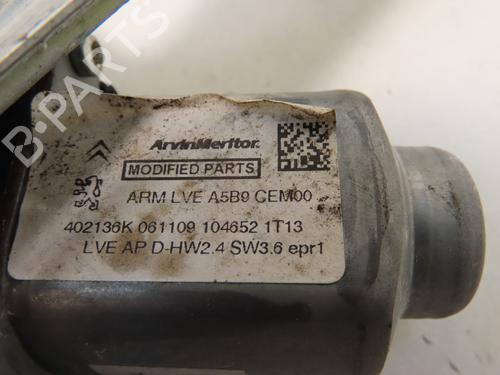 ArvinMeritor
MODIFIED PARTS
ARM LVE A5B9 CEM00
402136K 061109 104652 1T13
LVE AP D-HW2.4 SW3.6 epr1
B-PARTS